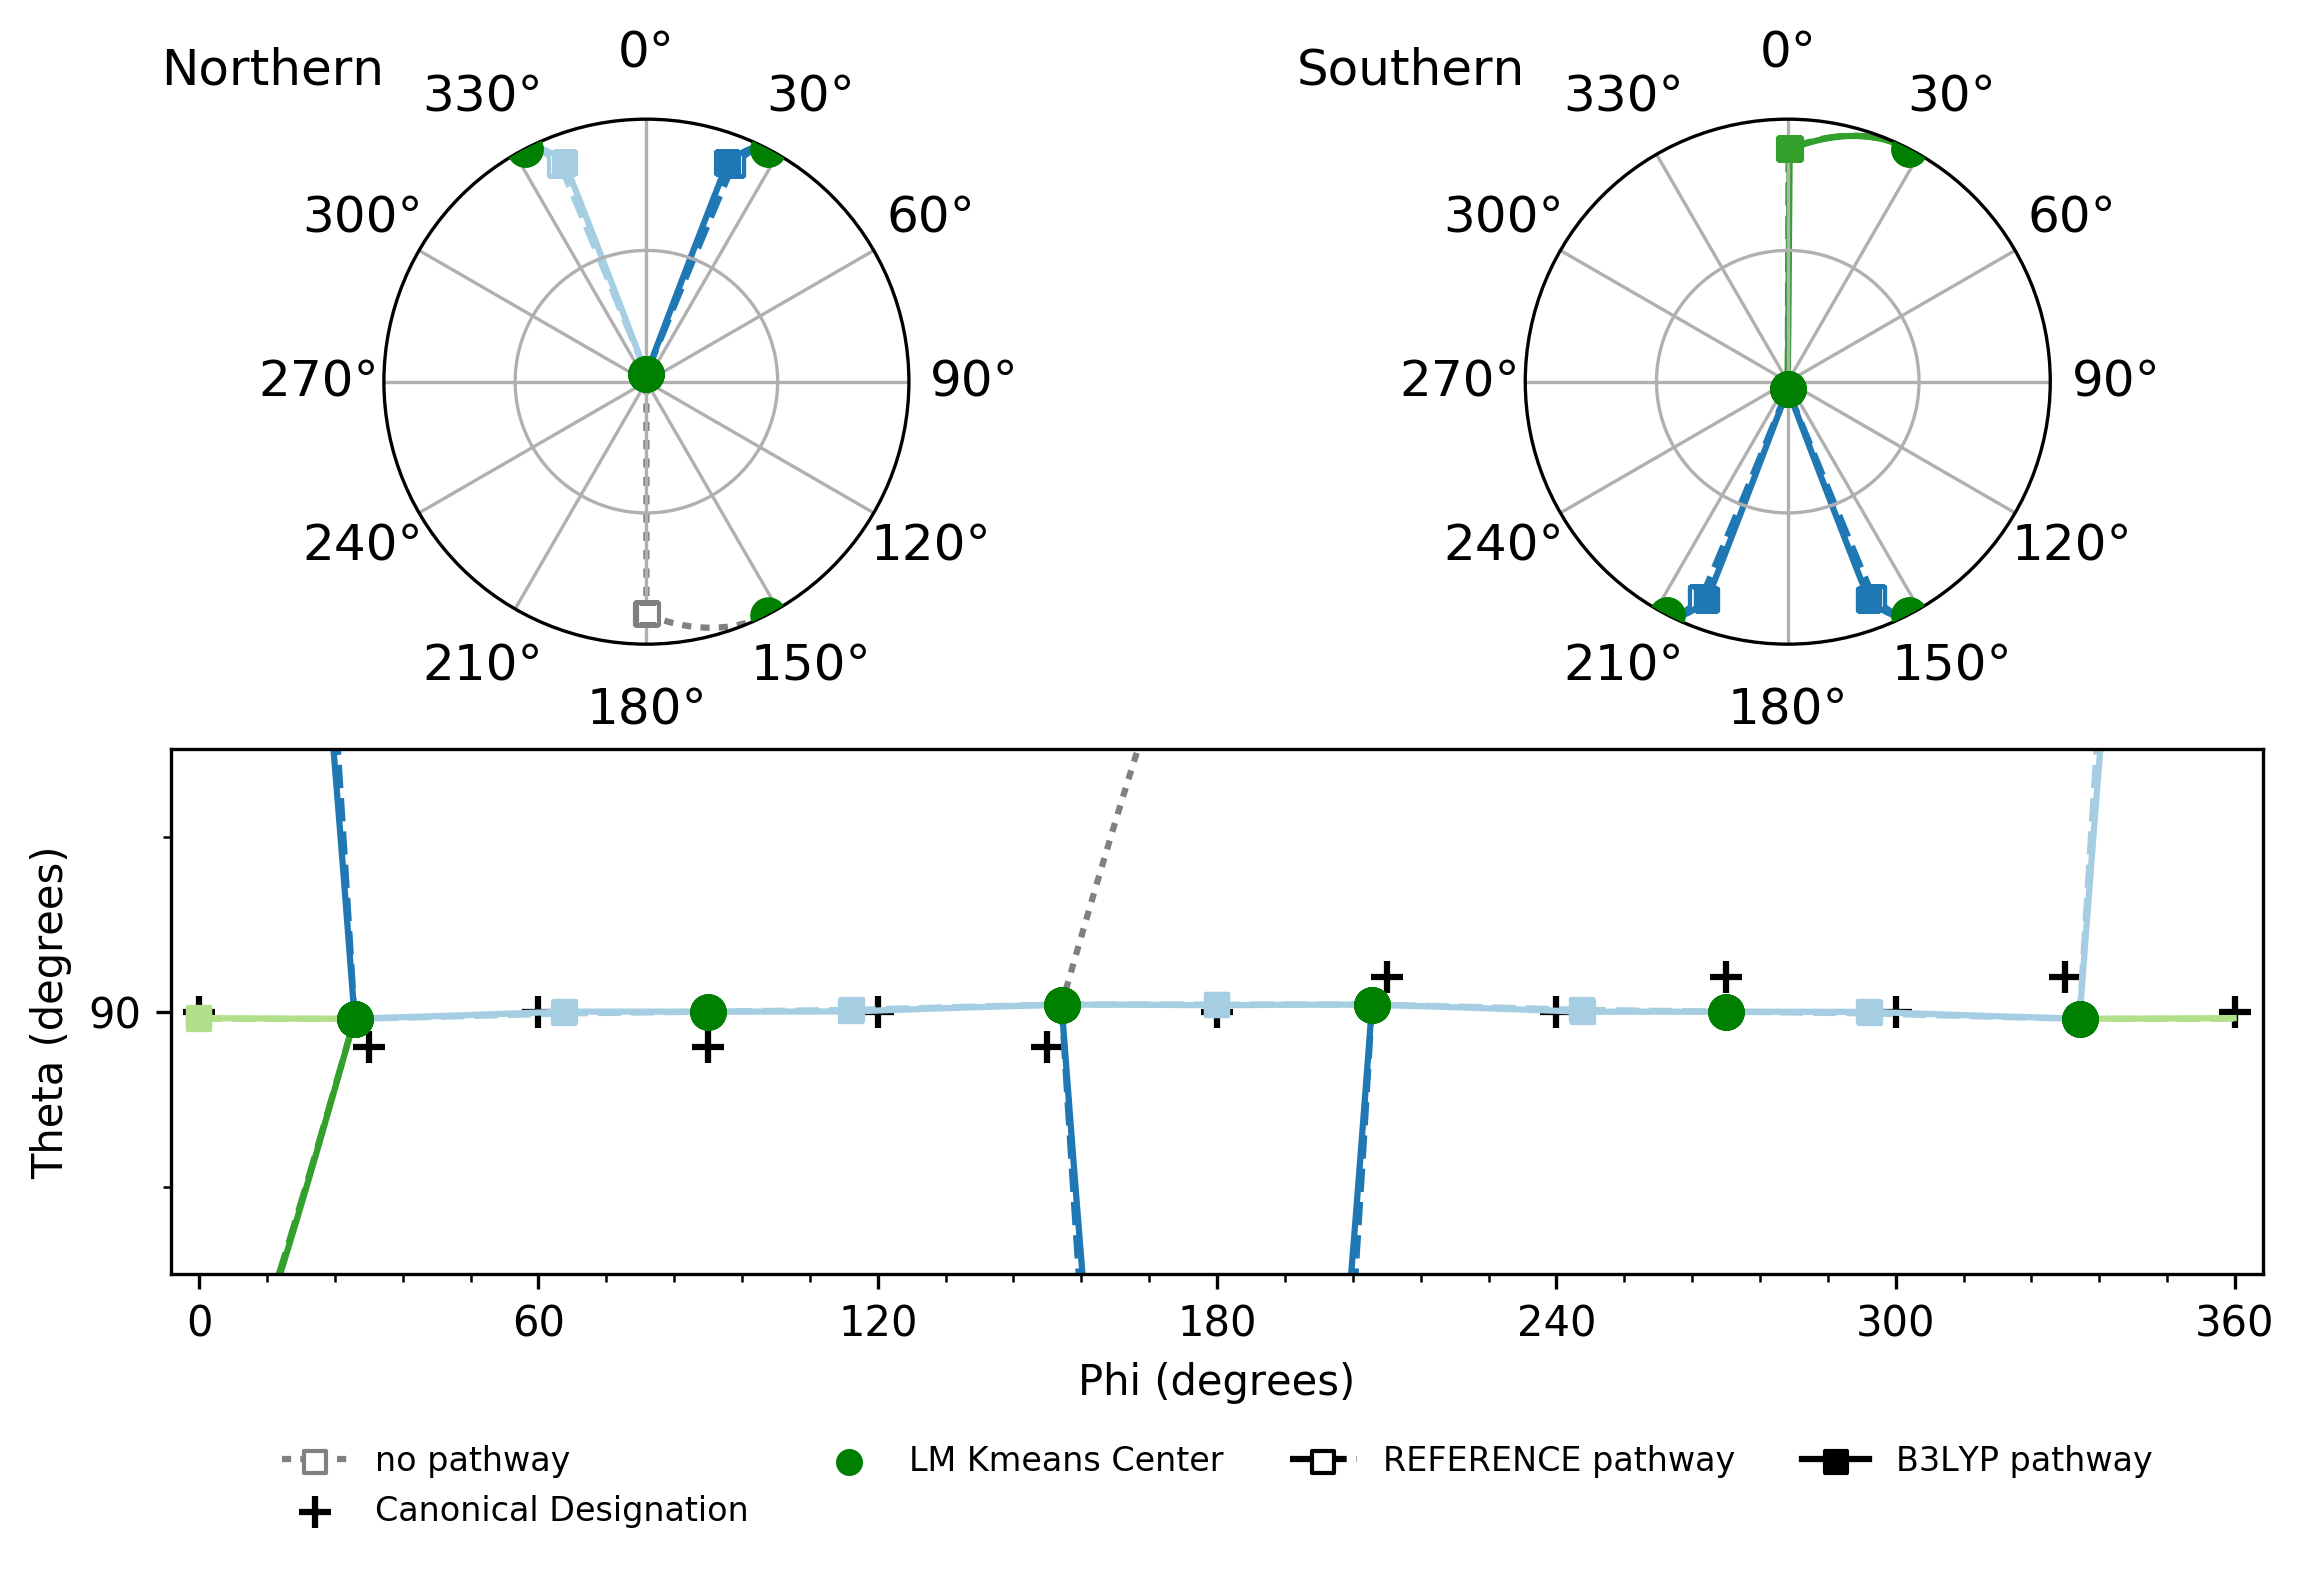 Northern
0°
330°
30°
300°
60°
270°
90°
240°
120°
210°
150°
180°
Southern
0°
330°
30°
300°
60°
270°
90°
240°
120°
210°
150°
180°
Theta (degrees)
90
0 60 120 180 240 300 360
Phi (degrees)
no pathway
Canonical Designation
LM Kmeans Center
REFERENCE pathway
B3LYP pathway